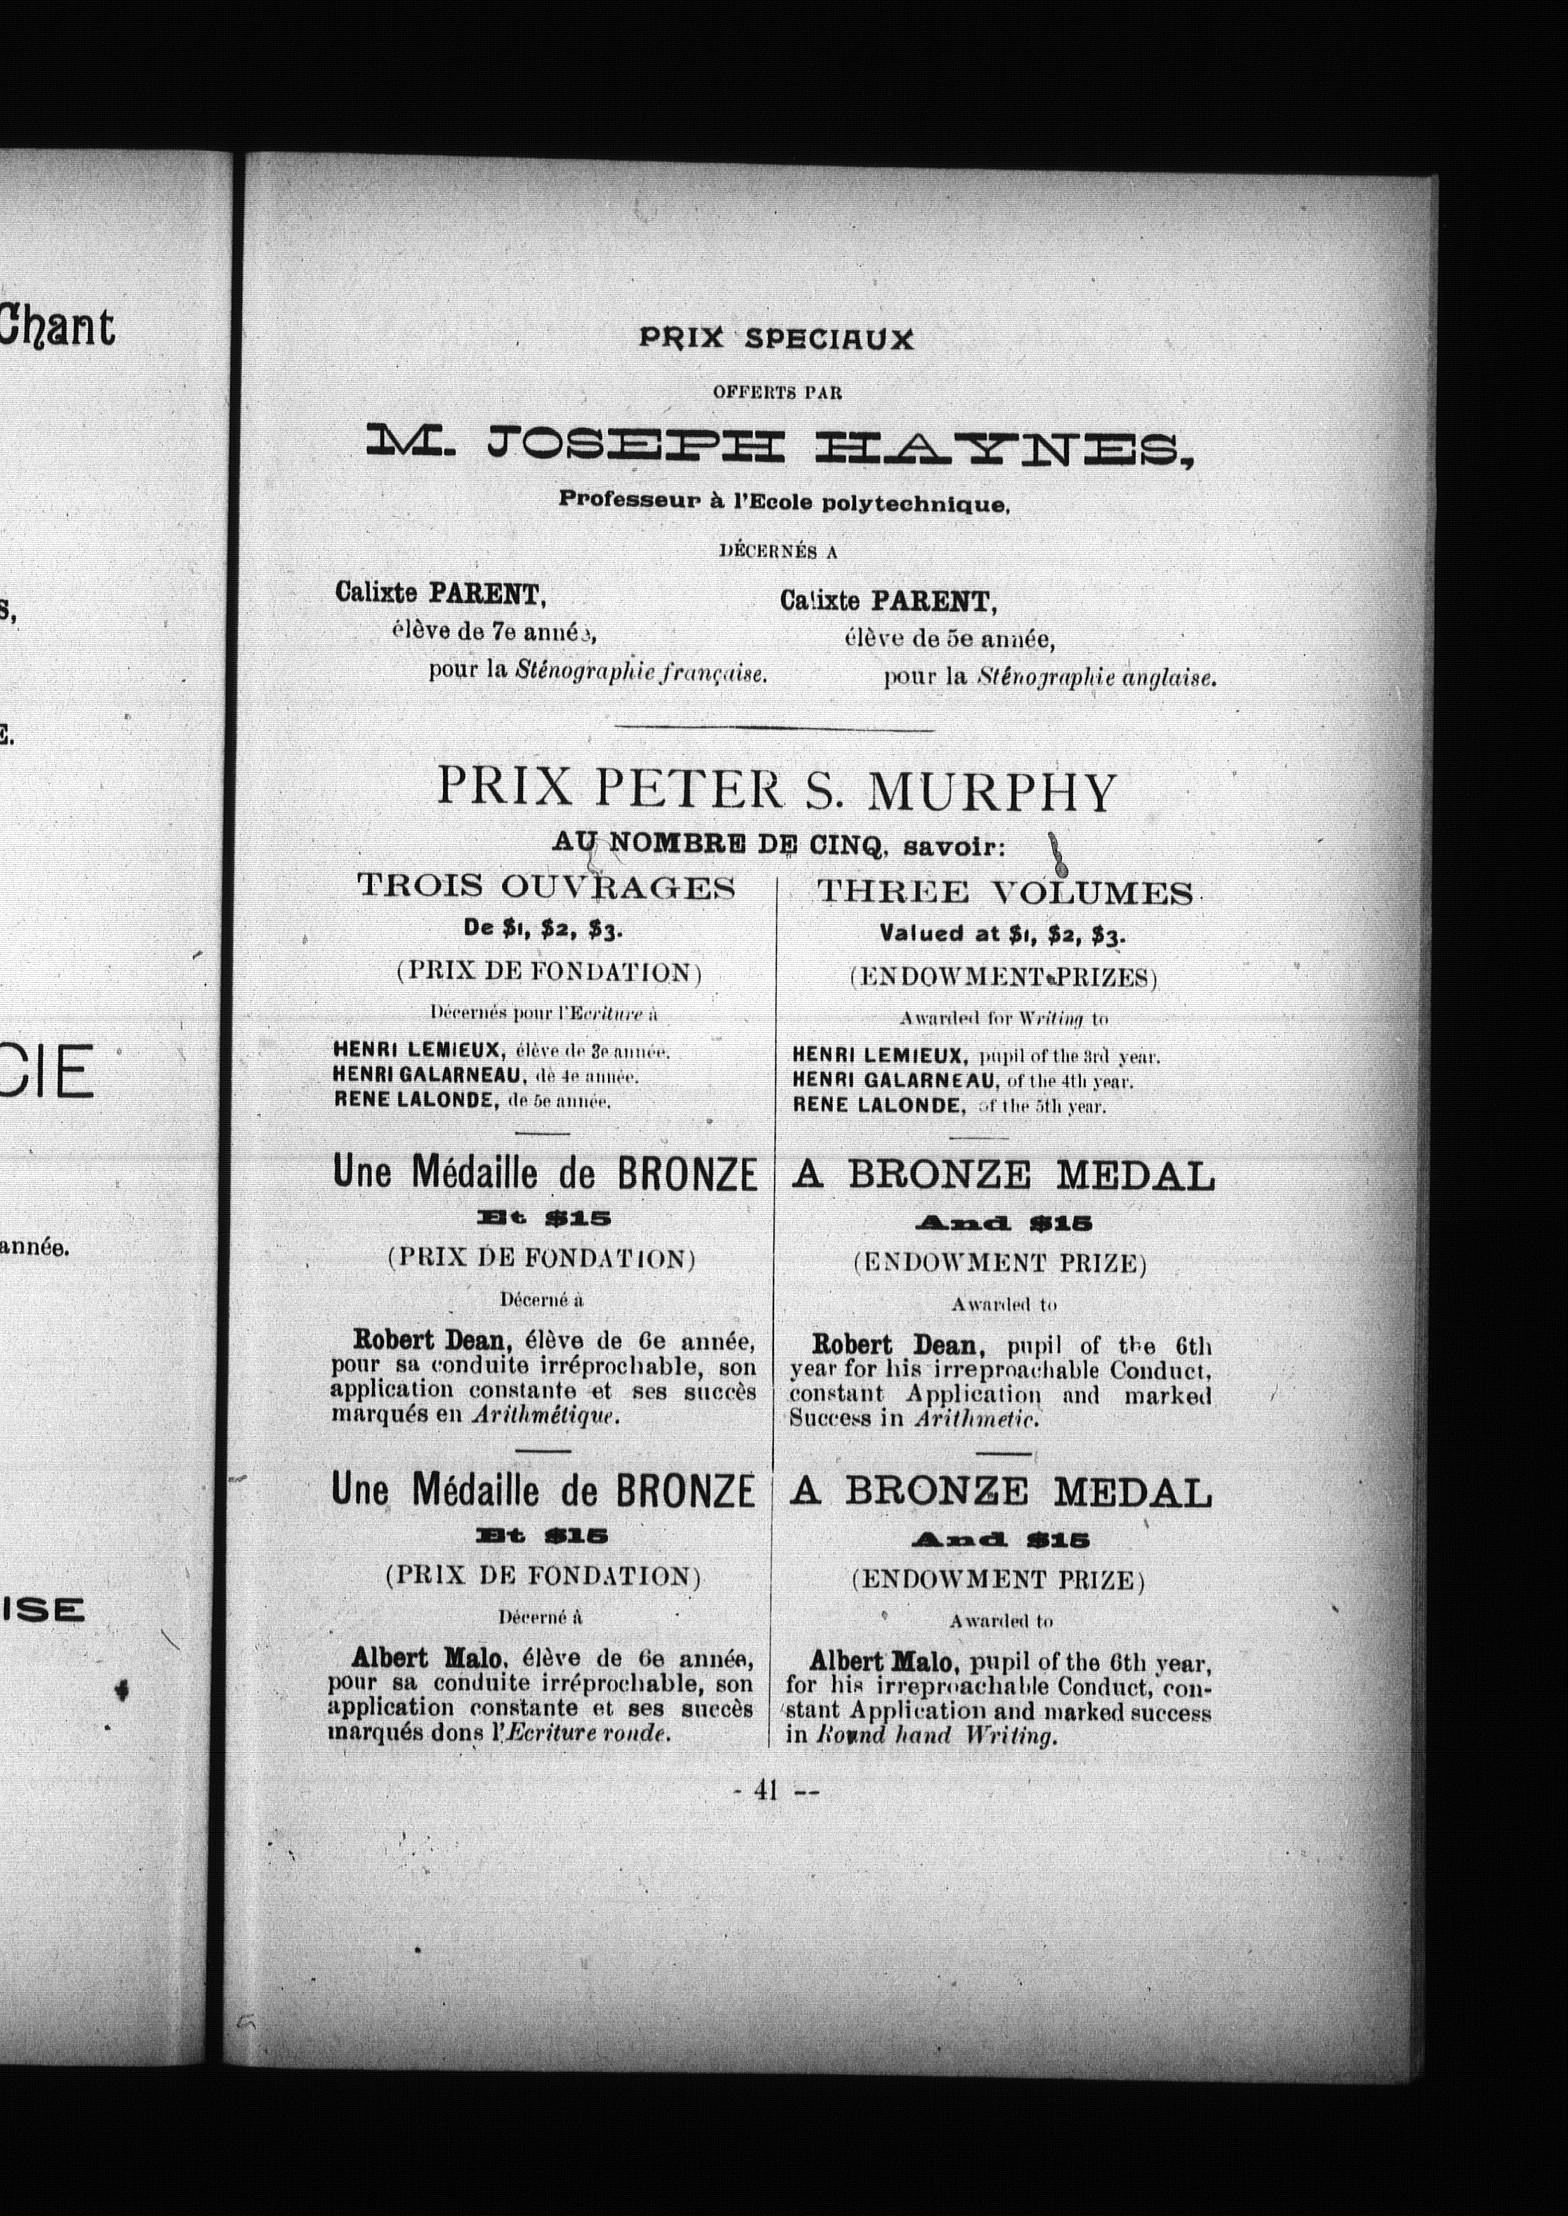 Chant
S,
E.
CIE
année.
ISE
PRIX SPECIAUX
OFFERTS PAR
M. JOSEPH HAYNES,
Professeur à l'Ecole polytechnique,
DÉCERNÉS A
Calixte PARENT,
élève de 7e année,
pour la Sténographie française.
Calixte PARENT,
élève de 5e année,
pour la Sténographie anglaise.
PRIX PETER S. MURPHY
AU NOMBRE DE CINQ, savoir:
TROIS OUVRAGES
De $1, $2, $3.
(PRIX DE FONDATION)
Décernés pour l'Ecriture à
HENRI LEMIEUX, élève de 3e année.
HENRI GALARNEAU, de 4e année.
RENE LALONDE, de 5e année.
Une Médaille de BRONZE
Et $15
(PRIX DE FONDATION)
Décerné à
Robert Dean, élève de 6e année,
pour sa conduite irréprochable, son
application constante et ses succès
marqués en Arithmétique.
Une Médaille de BRONZE
Et $15
(PRIX DE FONDATION)
Décerné à
Albert Malo, élève de 6e année,
pour sa conduite irréprochable, son
application constante et ses succès
marqués dons l'Ecriture ronde.
THREE VOLUMES
Valued at $1, $2, $3.
(ENDOWMENT PRIZES)
Awarded for Writing to
HENRI LEMIEUX, pupil of the 3rd year.
HENRI GALARNEAU, of the 4th year.
RENE LALONDE, of the 5th year.
A BRONZE MEDAL
And $15
(ENDOWMENT PRIZE)
Awarded to
Robert Dean, pupil of the 6th
year for his irreproachable Conduct,
constant Application and marked
Success in Arithmetic.
A BRONZE MEDAL
And $15
(ENDOWMENT PRIZE)
Awarded to
Albert Malo, pupil of the 6th year,
for his irreproachable Conduct, con-
stant Application and marked success
in Round hand Writing.
- 41 --